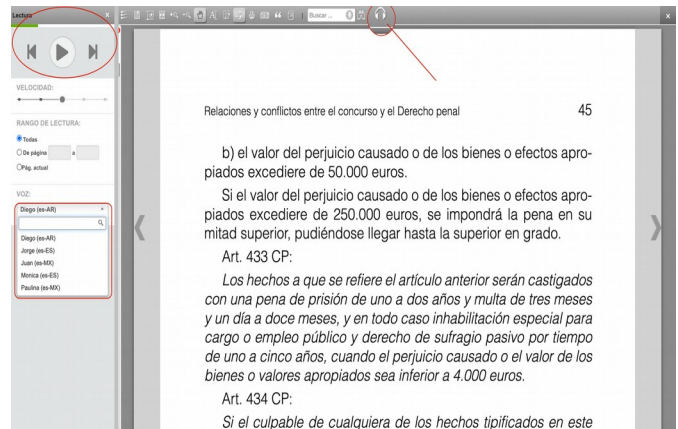 Lectura
x
Buscar ...
x
VELOCIDAD:
RANGO DE LECTURA:
Todas
De página a
Pág. actual
VOZ:
Diego (es-AR)
Diego (es-AR)
Jorge (es-ES)
Juan (es-MX)
Monica (es-ES)
Paulina (es-MX)
Relaciones y conflictos entre el concurso y el Derecho penal 45
b) el valor del perjuicio causado o de los bienes o efectos apro-
piados excediere de 50.000 euros.
Si el valor del perjuicio causado o de los bienes o efectos apro-
piados excediere de 250.000 euros, se impondrá la pena en su
mitad superior, pudiéndose llegar hasta la superior en grado.
Art. 433 CP:
Los hechos a que se refiere el artículo anterior serán castigados
con una pena de prisión de uno a dos años y multa de tres meses
y un día a doce meses, y en todo caso inhabilitación especial para
cargo o empleo público y derecho de sufragio pasivo por tiempo
de uno a cinco años, cuando el perjuicio causado o el valor de los
bienes o valores apropiados sea inferior a 4.000 euros.
Art. 434 CP:
Si el culpable de cualquiera de los hechos tipificados en este